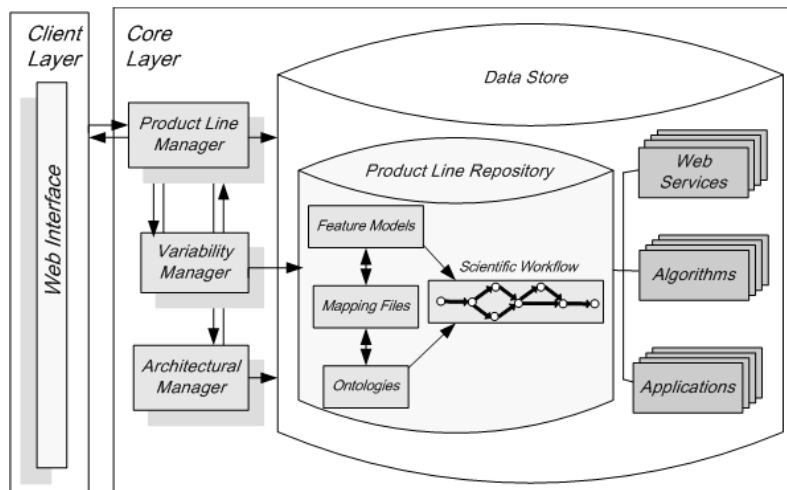 Client
Layer
Web Interface
Core
Layer
Product Line
Manager
Variability
Manager
Architectural
Manager
Data Store
Product Line Repository
Feature Models
Mapping Files
Ontologies
Scientific Workflow
Web
Services
Algorithms
Applications